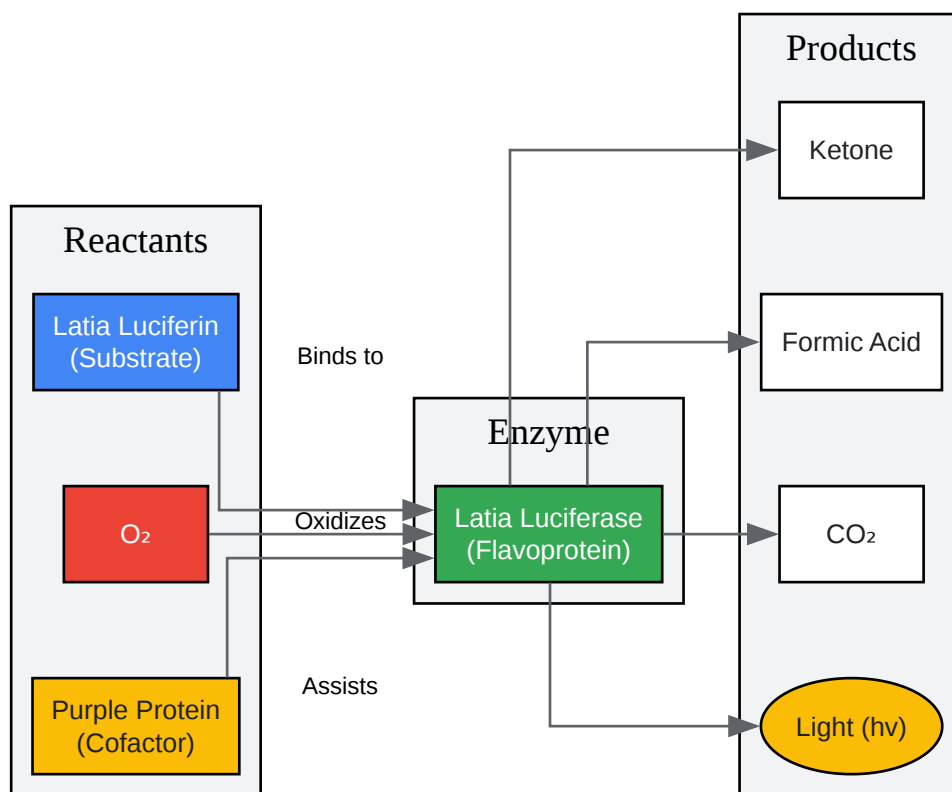 Products
Ketone
Reactants
Latia Luciferin
(Substrate)
Binds to
Formic Acid
Enzyme
O₂
Oxidizes
Latia Luciferase
(Flavoprotein)
CO₂
Purple Protein
(Cofactor)
Assists
Light (hv)